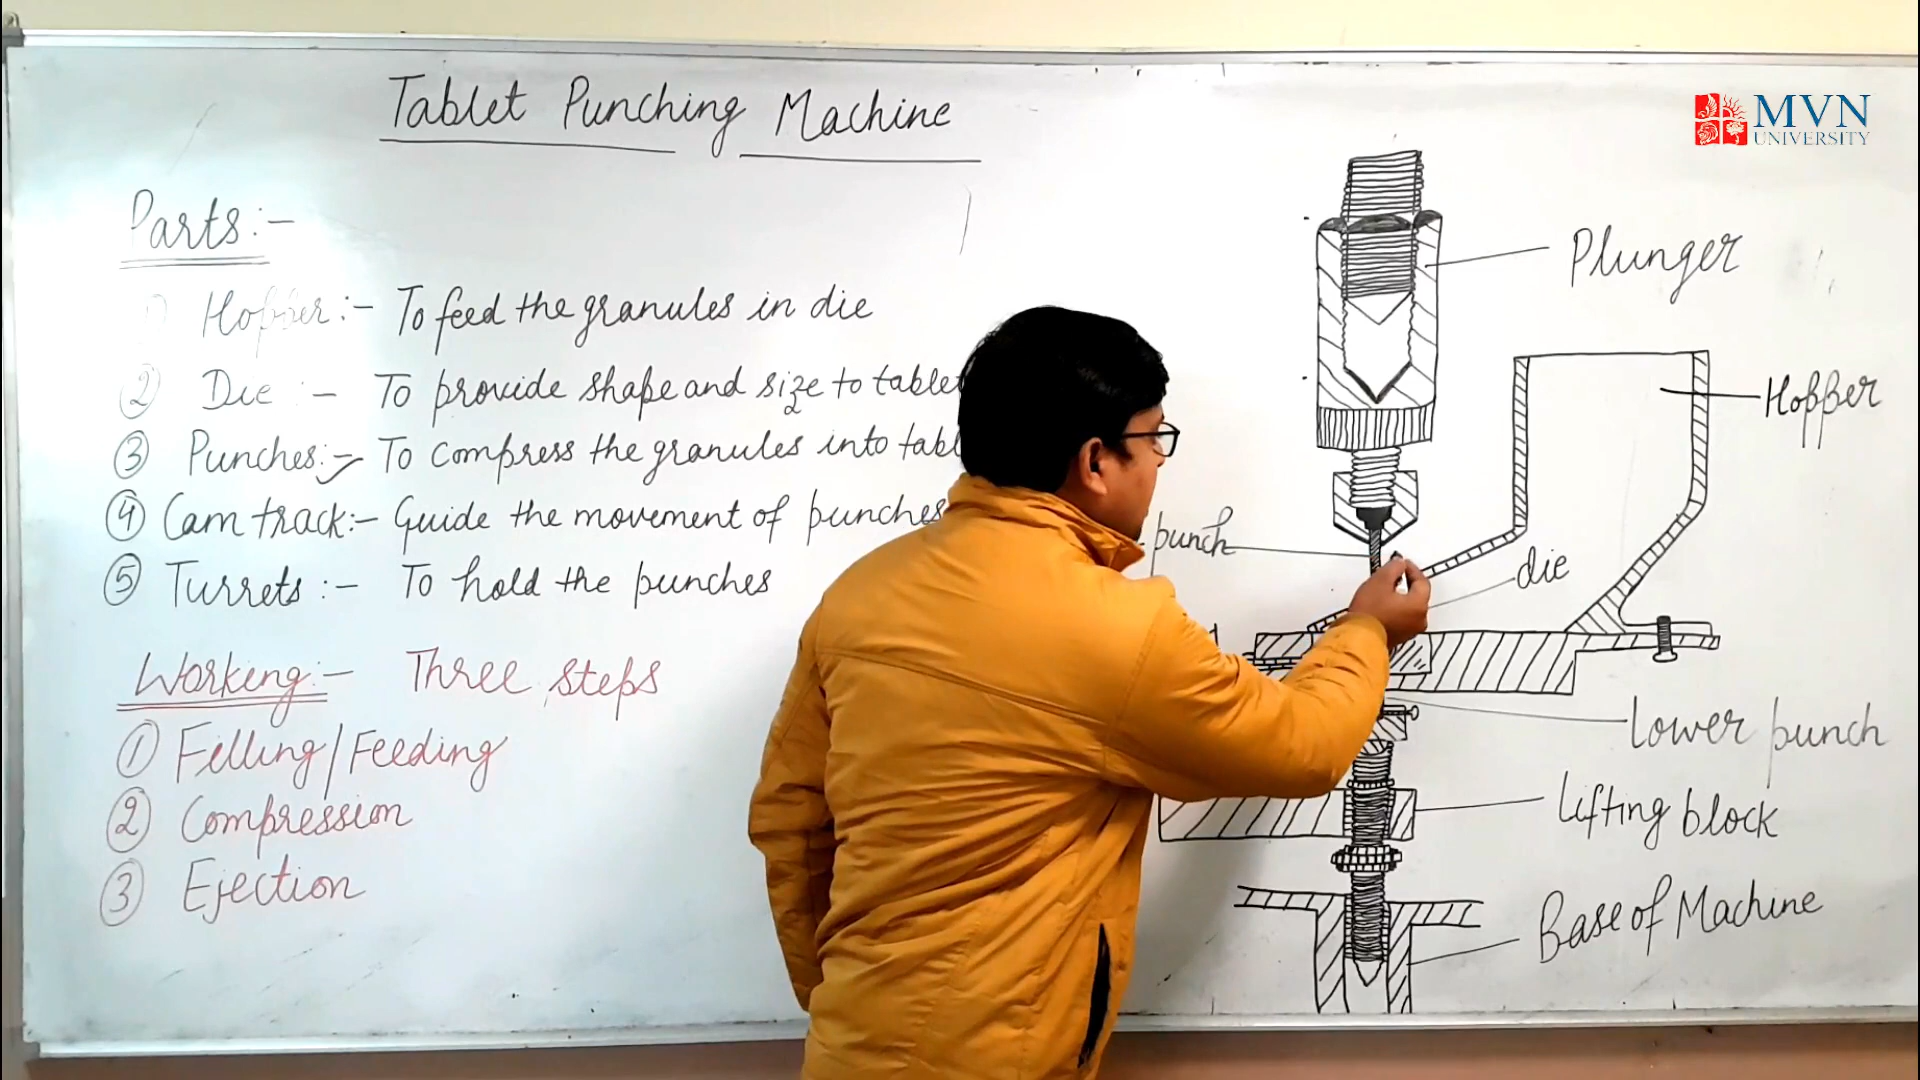 Tablet Punching Machine
MVN
UNIVERSITY
Parts:-
Hopper:- To feed the granules in die
② Die :- To provide shape and size to tablet
③ Punches:- To compress the granules into tabl
④ Cam track:- Guide the movement of punches
⑤ Turrets:- To hold the punches
Working:- Three steps
① Filling/Feeding
② Compression
③ Ejection
Plunger
Hopper
punch
die
Lower punch
Lifting block
Base of Machine